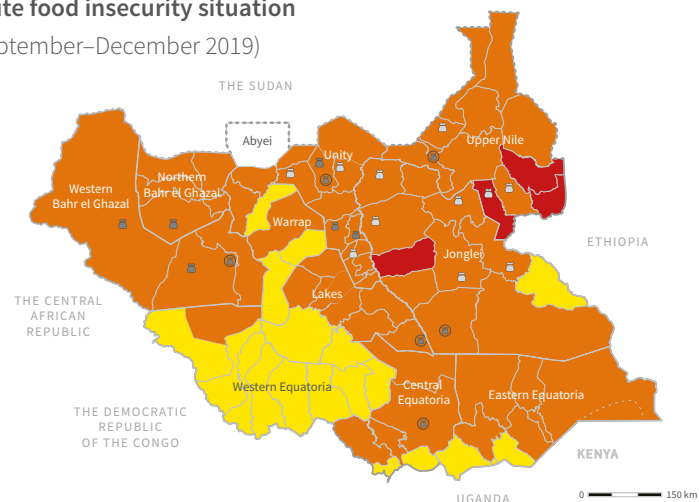 te food insecurity situation
ptember–December 2019)
THE SUDAN
Abyei
Upper Nile
Unity
Northern
Bahr el Ghazal
Western
Bahr el Ghazal
Warrap
ETHIOPIA
Jonglei
Lakes
THE CENTRAL
AFRICAN
REPUBLIC
Western Equatoria
Central
Equatoria
Eastern Equatoria
THE DEMOCRATIC
REPUBLIC
OF THE CONGO
KENYA
UGANDA
0 150 km